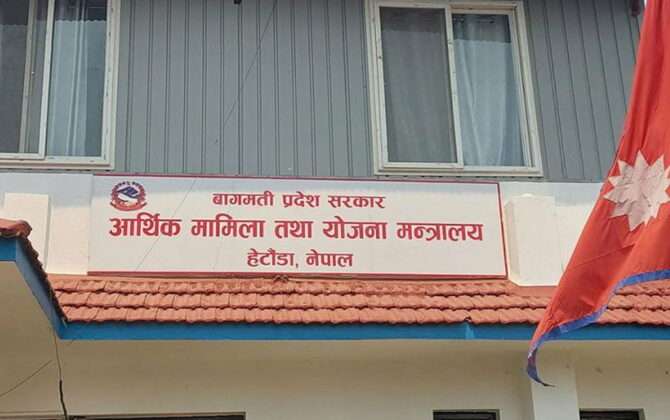 बागमती प्रदेश सरकार
आर्थिक मामिला तथा योजना मन्त्रालय
हेटौंडा, नेपाल